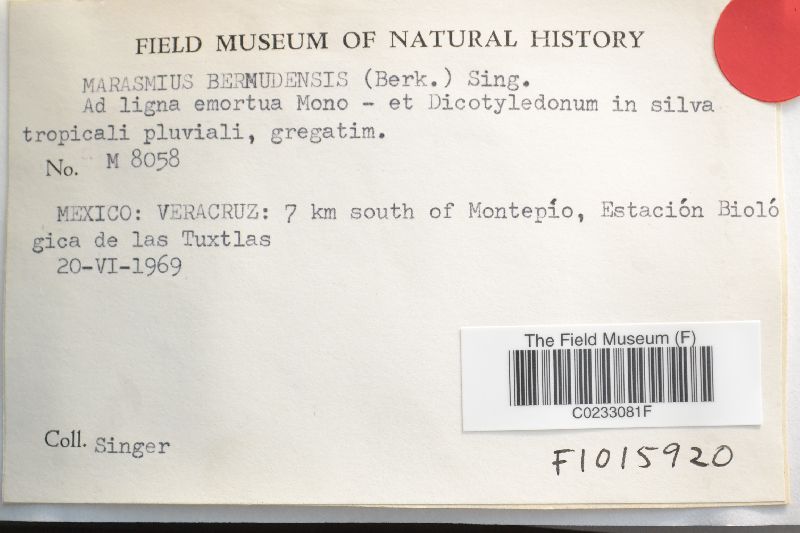 FIELD MUSEUM OF NATURAL HISTORY
MARASMIUS BERMUDENSIS (Berk.) Sing.
Ad ligna emortua Mono - et Dicotyledonum in silva
tropicali pluviali, gregatim.
No. M 8058
MEXICO: VERACRUZ: 7 km south of Montepío, Estación Bioló
gica de las Tuxtlas
20-VI-1969
The Field Museum (F)
C0233081F
Coll. Singer
F1015920